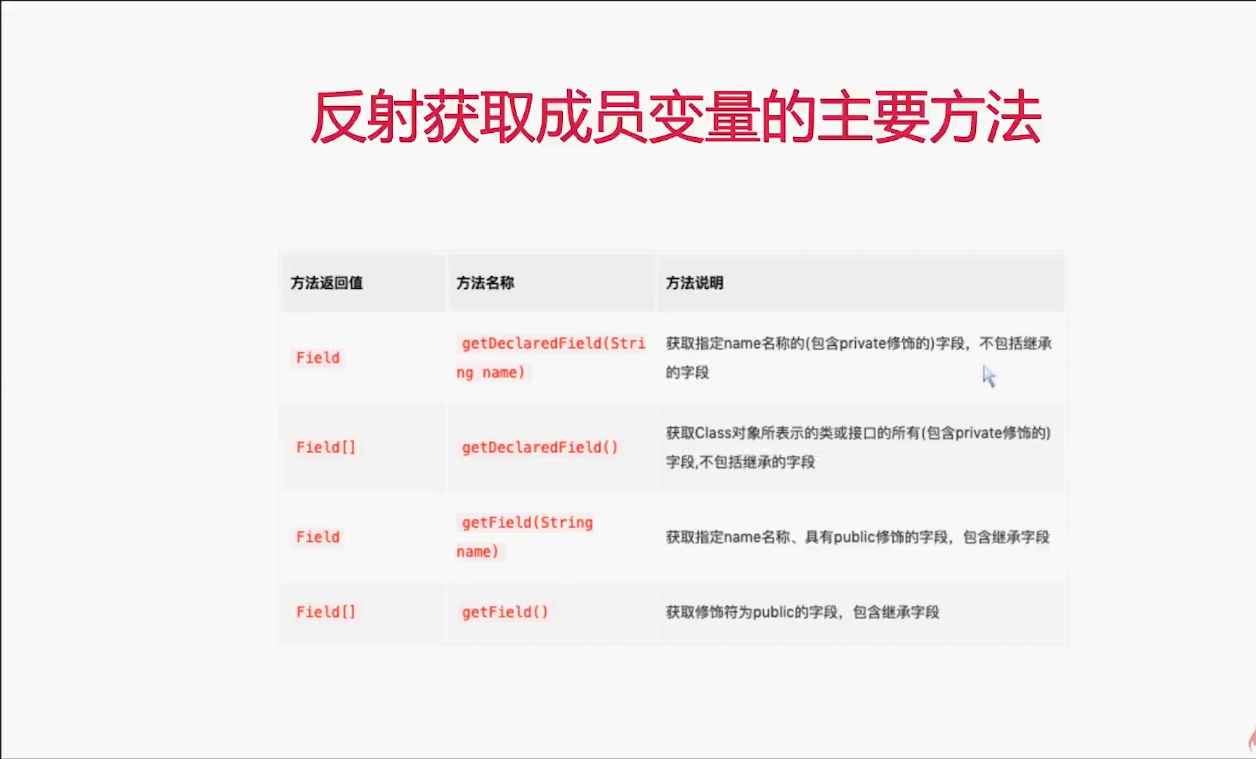 反射获取成员变量的主要方法
方法返回值 方法名称 方法说明
Field
getDeclaredField(Stri
ng name)
获取指定name名称的(包含private修饰的)字段，不包括继承
的字段
Field[]
getDeclaredField()
获取Class对象所表示的类或接口的所有(包含private修饰的)
字段,不包括继承的字段
Field
getField(String
name)
获取指定name名称、具有public修饰的字段，包含继承字段
Field[]
getField()
获取修饰符为public的字段，包含继承字段